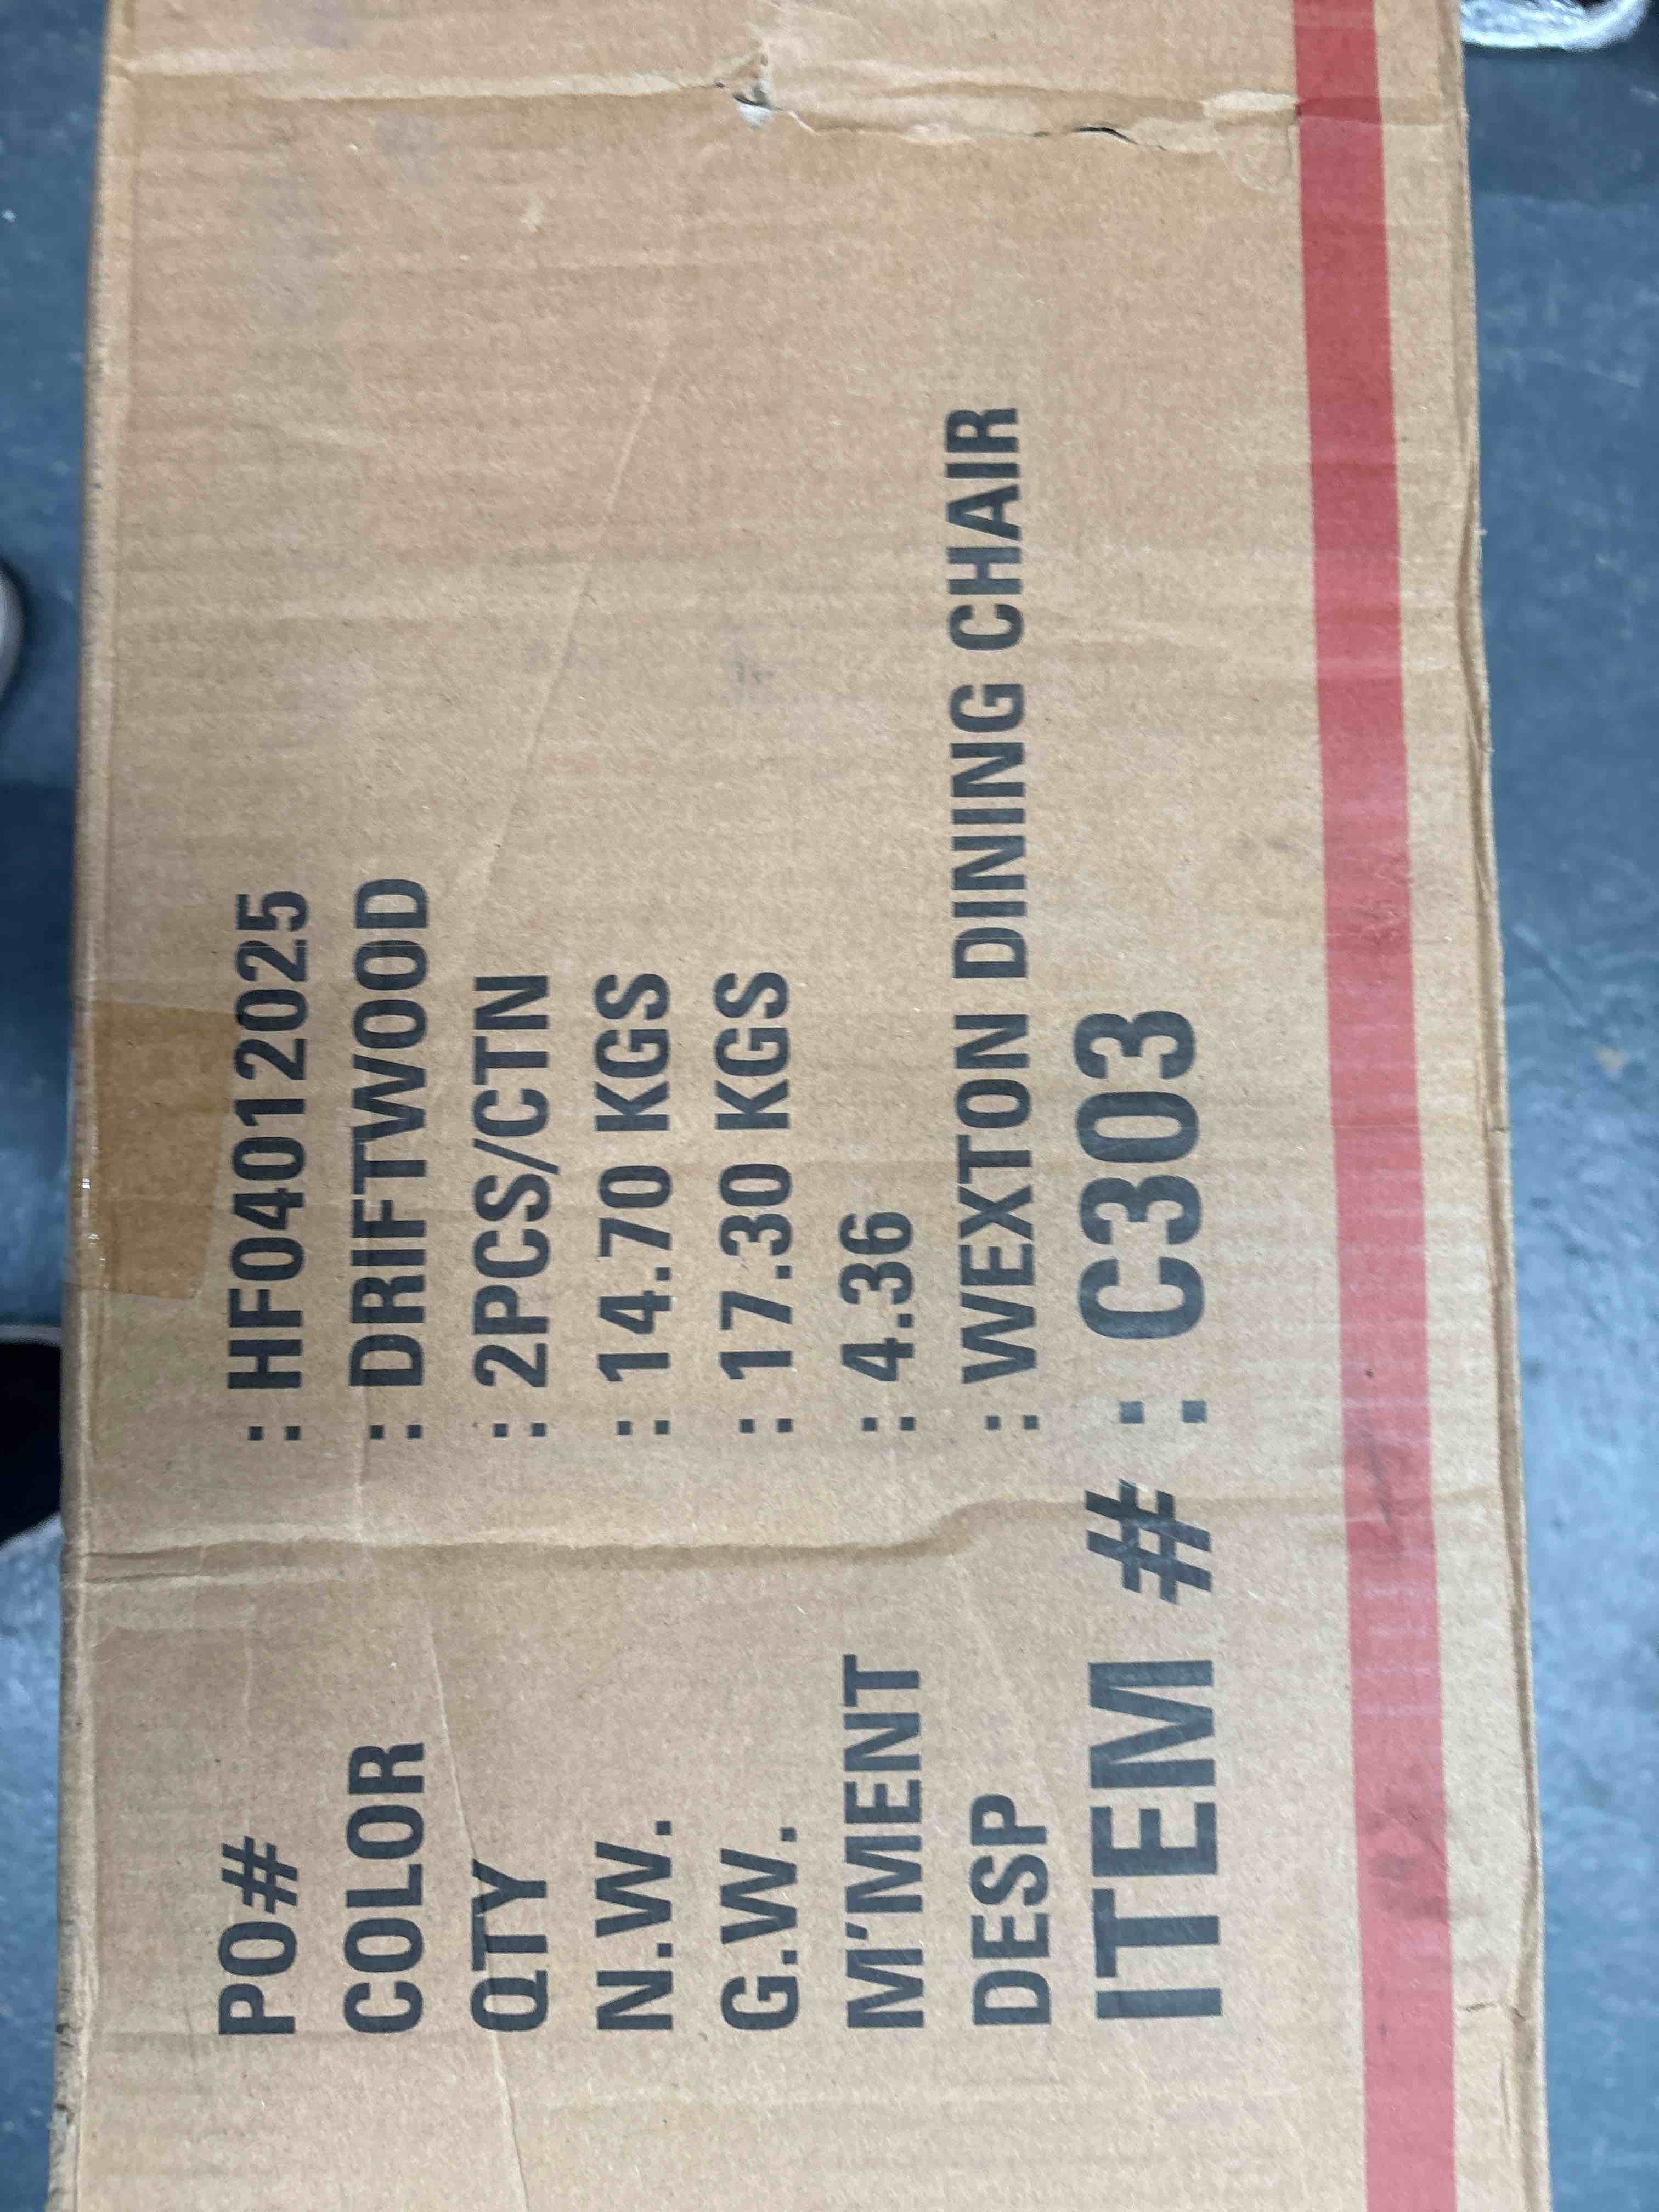 PO# : HF04012025
COLOR : DRIFTWOOD
QTY : 2PCS/CTN
N.W. : 14.70 KGS
G.W. : 17.30 KGS
M'MENT : 4.36
DESP : WEXTON DINING CHAIR
ITEM # : C303